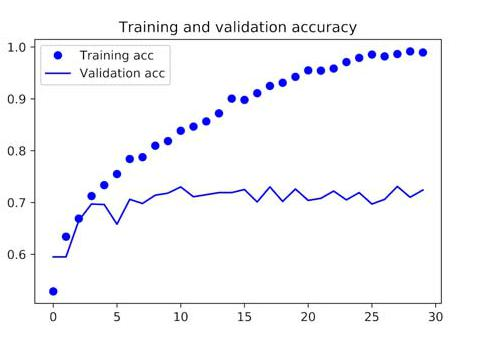 Training and validation accuracy
Training acc
Validation acc
1.0
0.9
0.8
0.7
0.6
0 5 10 15 20 25 30